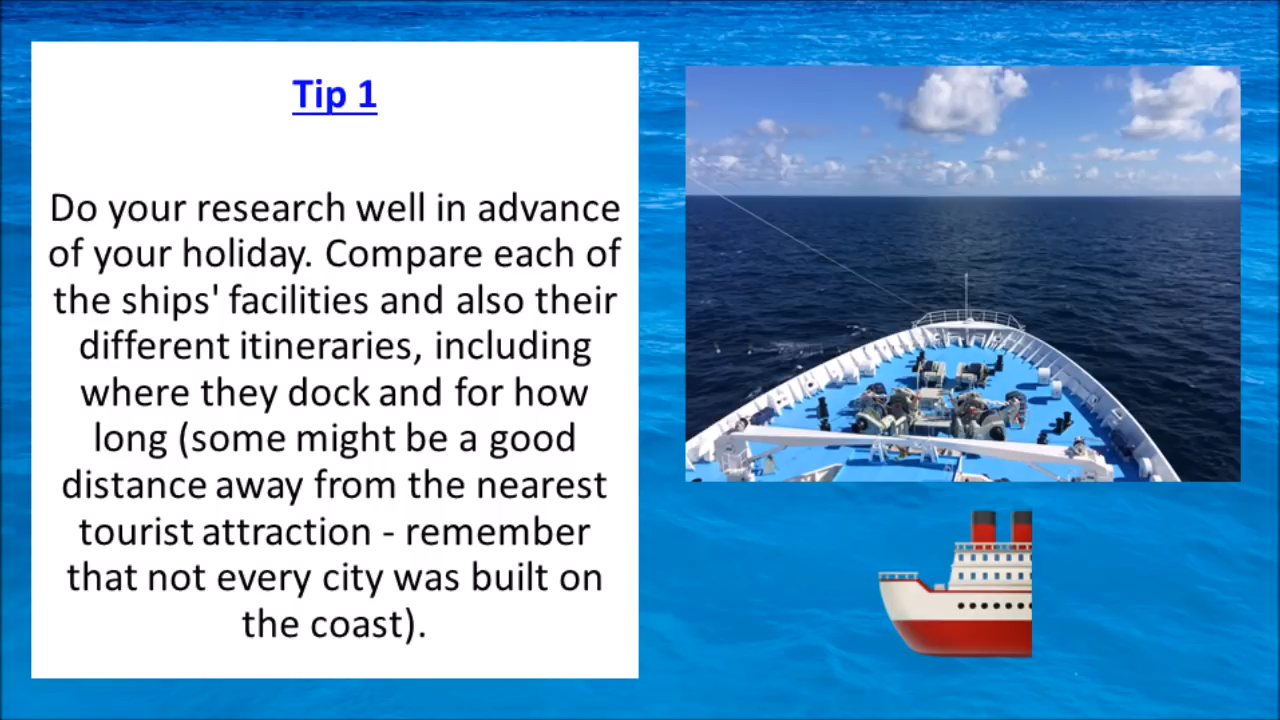 Tip 1
Do your research well in advance
of your holiday. Compare each of
the ships' facilities and also their
different itineraries, including
where they dock and for how
long (some might be a good
distance away from the nearest
tourist attraction - remember
that not every city was built on
the coast).